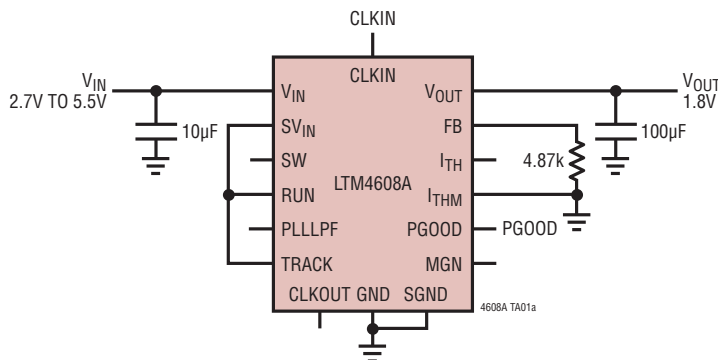 CLKIN
CLKIN
VIN
2.7V TO 5.5V
VIN
VOUT
VOUT
1.8V
10µF
SVIN
FB
100µF
SW
ITH
4.87k
LTM4608A
RUN
ITHM
PLLLPF
PGOOD
PGOOD
TRACK
MGN
CLKOUT GND SGND
4608A TA01a